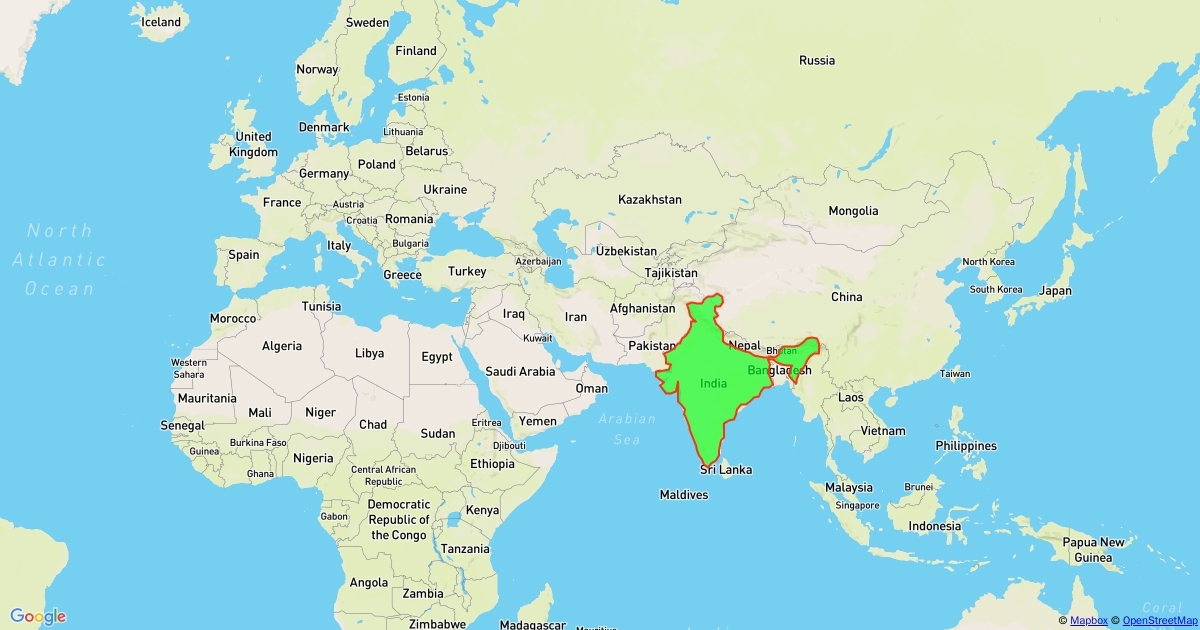 Iceland
Sweden
Finland
Norway
Russia
Estonia
Denmark
Lithuania
United
Kingdom
Belarus
Poland
Germany
Ukraine
France
Austria
Kazakhstan
Croatia
Romania
Mongolia
North
Atlantic
Ocean
Italy
Bulgaria
Spain
Uzbekistan
Azerbaijan
North Korea
Greece
Turkey
Tajikistan
South Korea
Japan
China
Tunisia
Afghanistan
Morocco
Iraq
Iran
Kuwait
Algeria
Libya
Egypt
Pakistan
Nepal
Bhutan
Western
Sahara
Saudi Arabia
Bangladesh
Taiwan
Oman
India
Mauritania
Laos
Mali
Niger
Arabian
Sea
Senegal
Chad
Eritrea
Yemen
Sudan
Vietnam
Burkina Faso
Djibouti
Philippines
Guinea
Nigeria
Ethiopia
Ghana
Central African
Republic
Sri Lanka
Malaysia
Brunei
Maldives
Singapore
Democratic
Republic of
the Congo
Gabon
Kenya
Indonesia
Tanzania
Papua New
Guinea
Angola
Zambia
Coral
Google
Zimbabwe
Madagascar
Mauritius
© Mapbox © OpenStreetMap